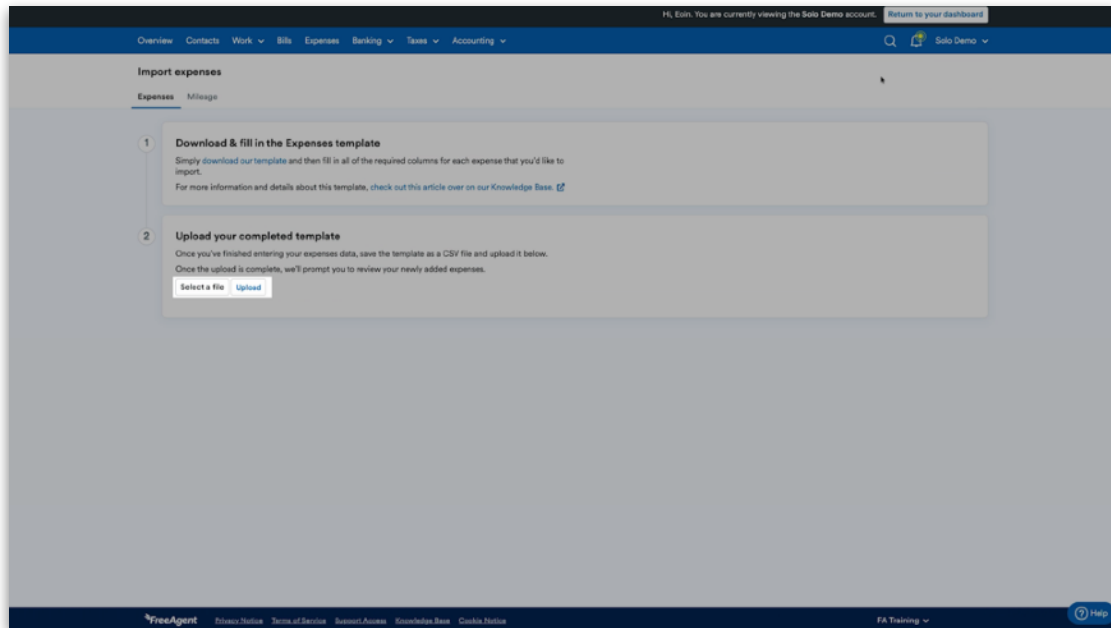 Hi, Eoin. You are currently viewing the Solo Demo account. Return to your dashboard
Overview Contacts Work Bills Expenses Banking Taxes Accounting Solo Demo
Import expenses
Expenses Mileage
1 Download & fill in the Expenses template
Simply download our template and then fill in all of the required columns for each expense that you'd like to
import.
For more information and details about this template, check out this article over on our Knowledge Base.
2 Upload your completed template
Once you've finished entering your expenses data, save the template as a CSV file and upload it below.
Once the upload is complete, we'll prompt you to review your newly added expenses.
Select a file Upload
FreeAgent Privacy Notice Terms of Service Support Access Knowledge Base Cookie Notice FA Training ? Help